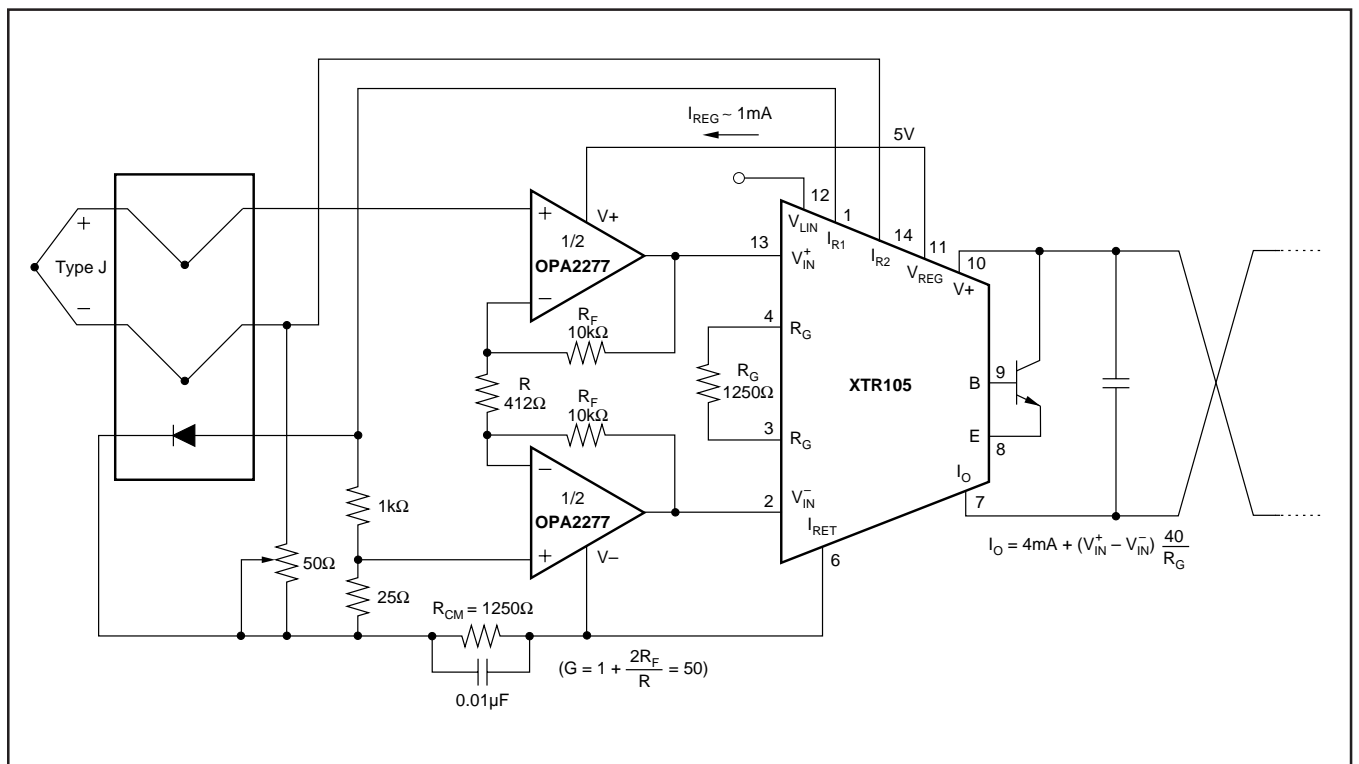 I_REG ~ 1mA
5V
+
Type J
−
+
V+
1/2
OPA2277
−
R_F
10kΩ
R
412Ω
R_F
10kΩ
−
1/2
OPA2277
+
V−
1kΩ
50Ω
25Ω
R_CM = 1250Ω
0.01µF
(G = 1 + 2R_F/R = 50)
12
V_LIN
1
I_R1
14
I_R2
11
V_REG
10
V+
13
V_IN^+
4
R_G
R_G
1250Ω
XTR105
3
R_G
2
V_IN^−
I_RET
6
B
9
E
8
I_O
7
I_O = 4mA + (V_IN^+ – V_IN^−) 40/R_G